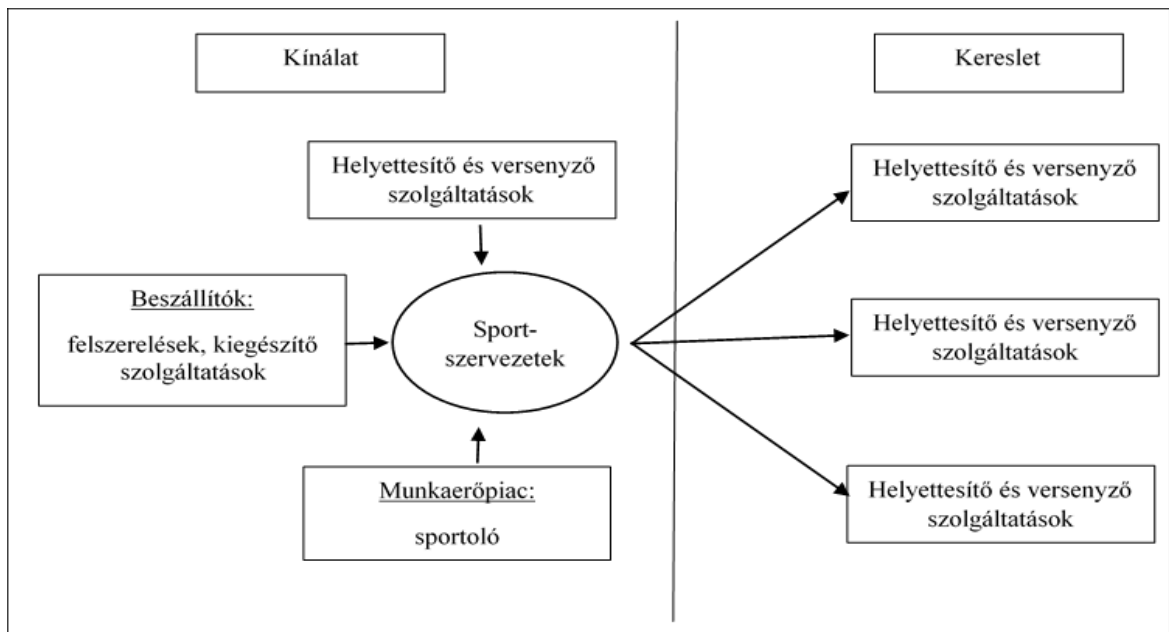 Kínálat
Kereslet
Helyettesítő és versenyző
szolgáltatások
Beszállítók:
felszerelések, kiegészítő
szolgáltatások
Sport-
szervezetek
Munkaerőpiac:
sportoló
Helyettesítő és versenyző
szolgáltatások
Helyettesítő és versenyző
szolgáltatások
Helyettesítő és versenyző
szolgáltatások